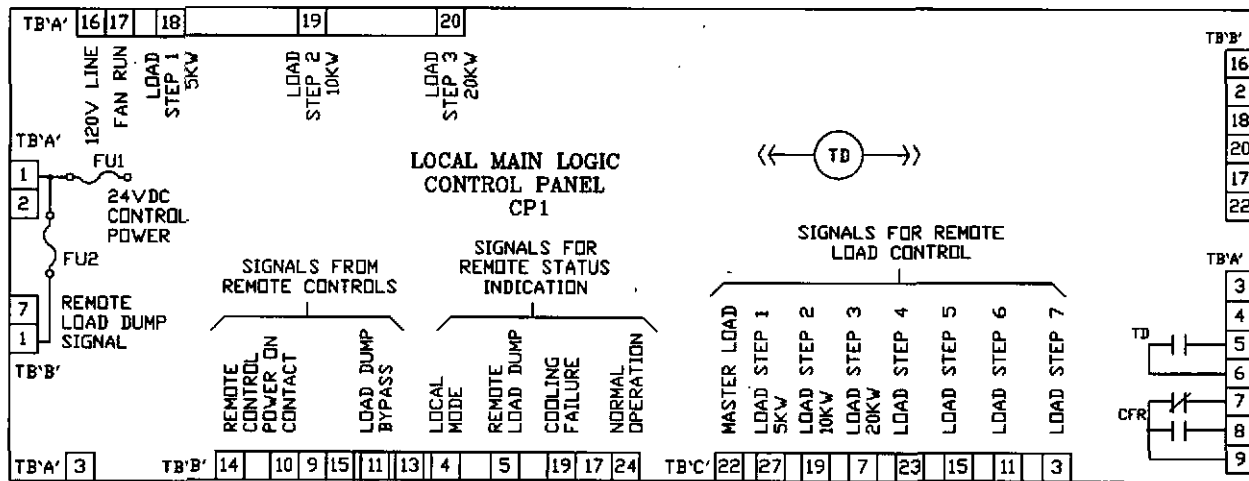 TB'A' 16 17 18 19 20
120V LINE
FAN RUN
LOAD
STEP 1
5KW
LOAD
STEP 2
10KW
LOAD
STEP 3
20KW
TB'B'
16
2
18
20
17
22
TB'A'
1
2
FU1
24VDC
CONTROL
POWER
FU2
7
1
REMOTE
LOAD DUMP
SIGNAL
TB'B'
LOCAL MAIN LOGIC
CONTROL PANEL
CP1
TD
SIGNALS FROM
REMOTE CONTROLS
SIGNALS FOR
REMOTE STATUS
INDICATION
SIGNALS FOR REMOTE
LOAD CONTROL
REMOTE
CONTROL
POWER ON
CONTACT
LOAD DUMP
BYPASS
LOCAL
MODE
REMOTE
LOAD DUMP
COOLING
FAILURE
NORMAL
OPERATION
MASTER LOAD
LOAD STEP 1
5KW
LOAD STEP 2
10KW
LOAD STEP 3
20KW
LOAD STEP 4
LOAD STEP 5
LOAD STEP 6
LOAD STEP 7
TB'A'
3
4
5
6
7
8
9
TD
CFR
TB'A' 3
TB'B' 14 10 9 15 11 13 4 5 19 17 24
TB'C' 22 27 19 7 23 15 11 3